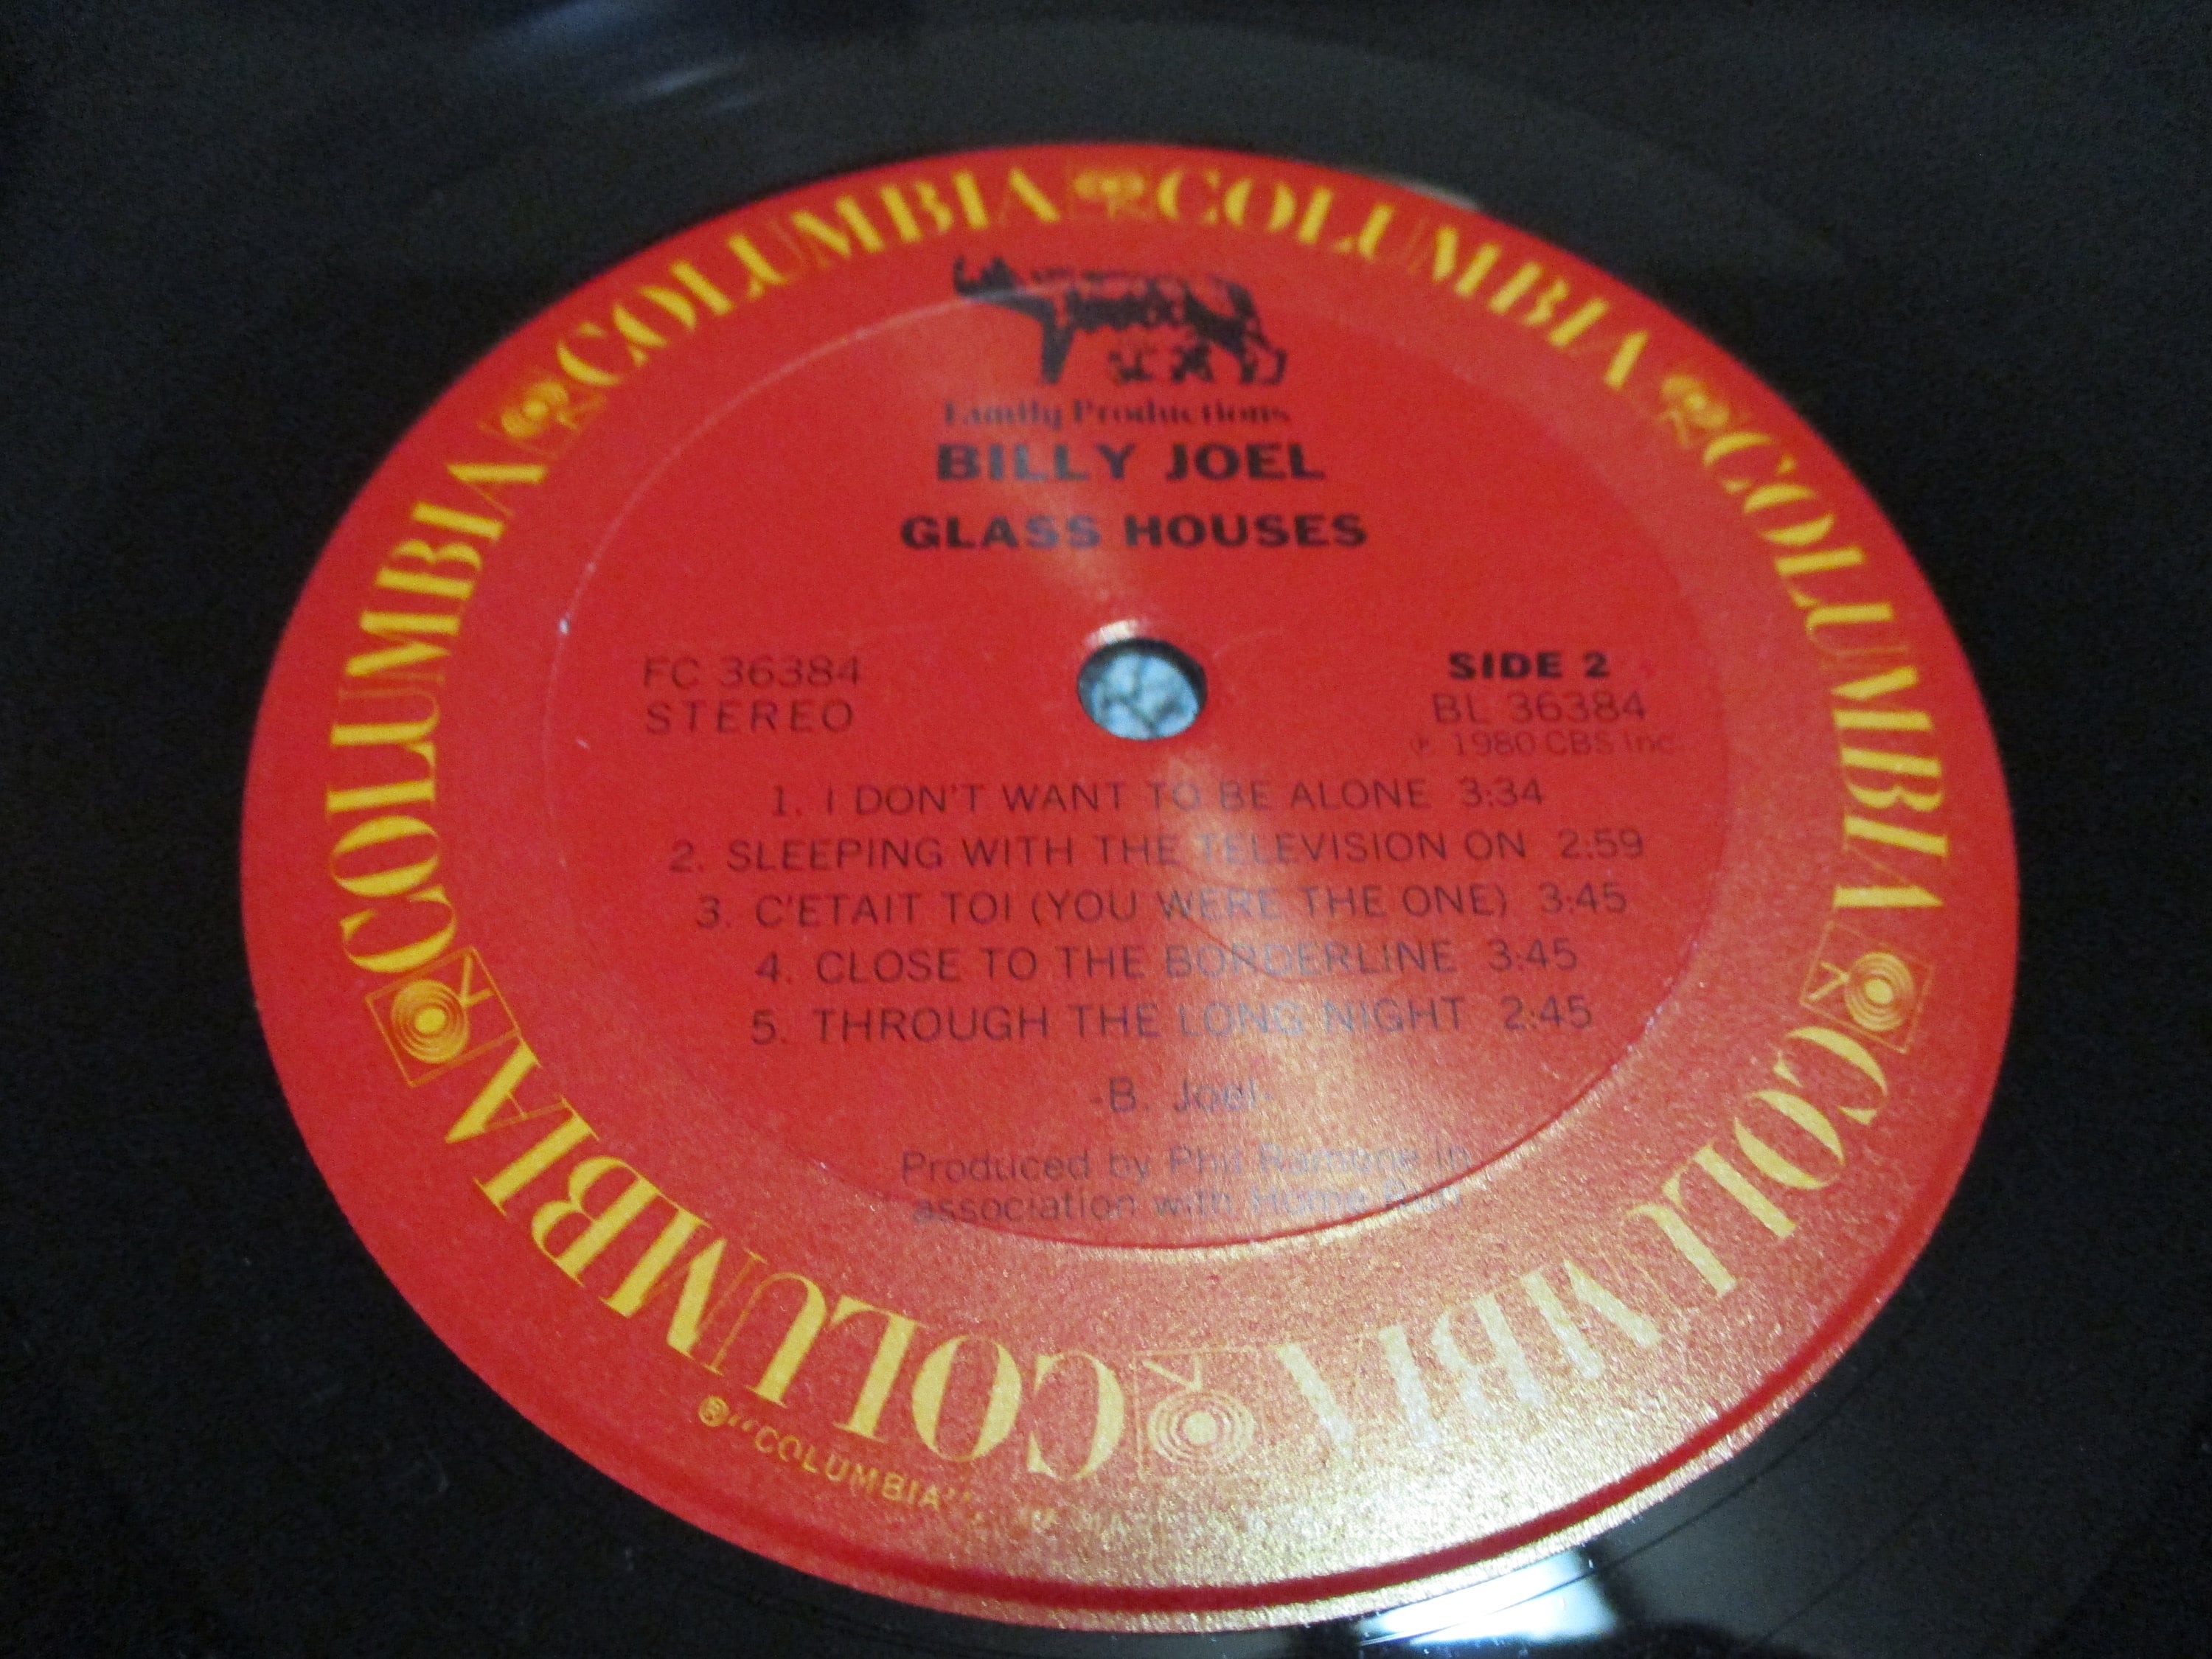 COLUMBIA COLUMBIA COLUMBIA COLUMBIA COLUMBIA COLUMBIA
Family Productions
BILLY JOEL
GLASS HOUSES
FC 36384
STEREO
SIDE 2
BL 36384
℗ 1980 CBS Inc.
1. I DON'T WANT TO BE ALONE 3:34
2. SLEEPING WITH THE TELEVISION ON 2:59
3. C'ETAIT TOI (YOU WERE THE ONE) 3:45
4. CLOSE TO THE BORDERLINE 3:45
5. THROUGH THE LONG NIGHT 2:45
-B. Joel-
Produced by Phil Ramone in
association with Home Run
® "COLUMBIA",